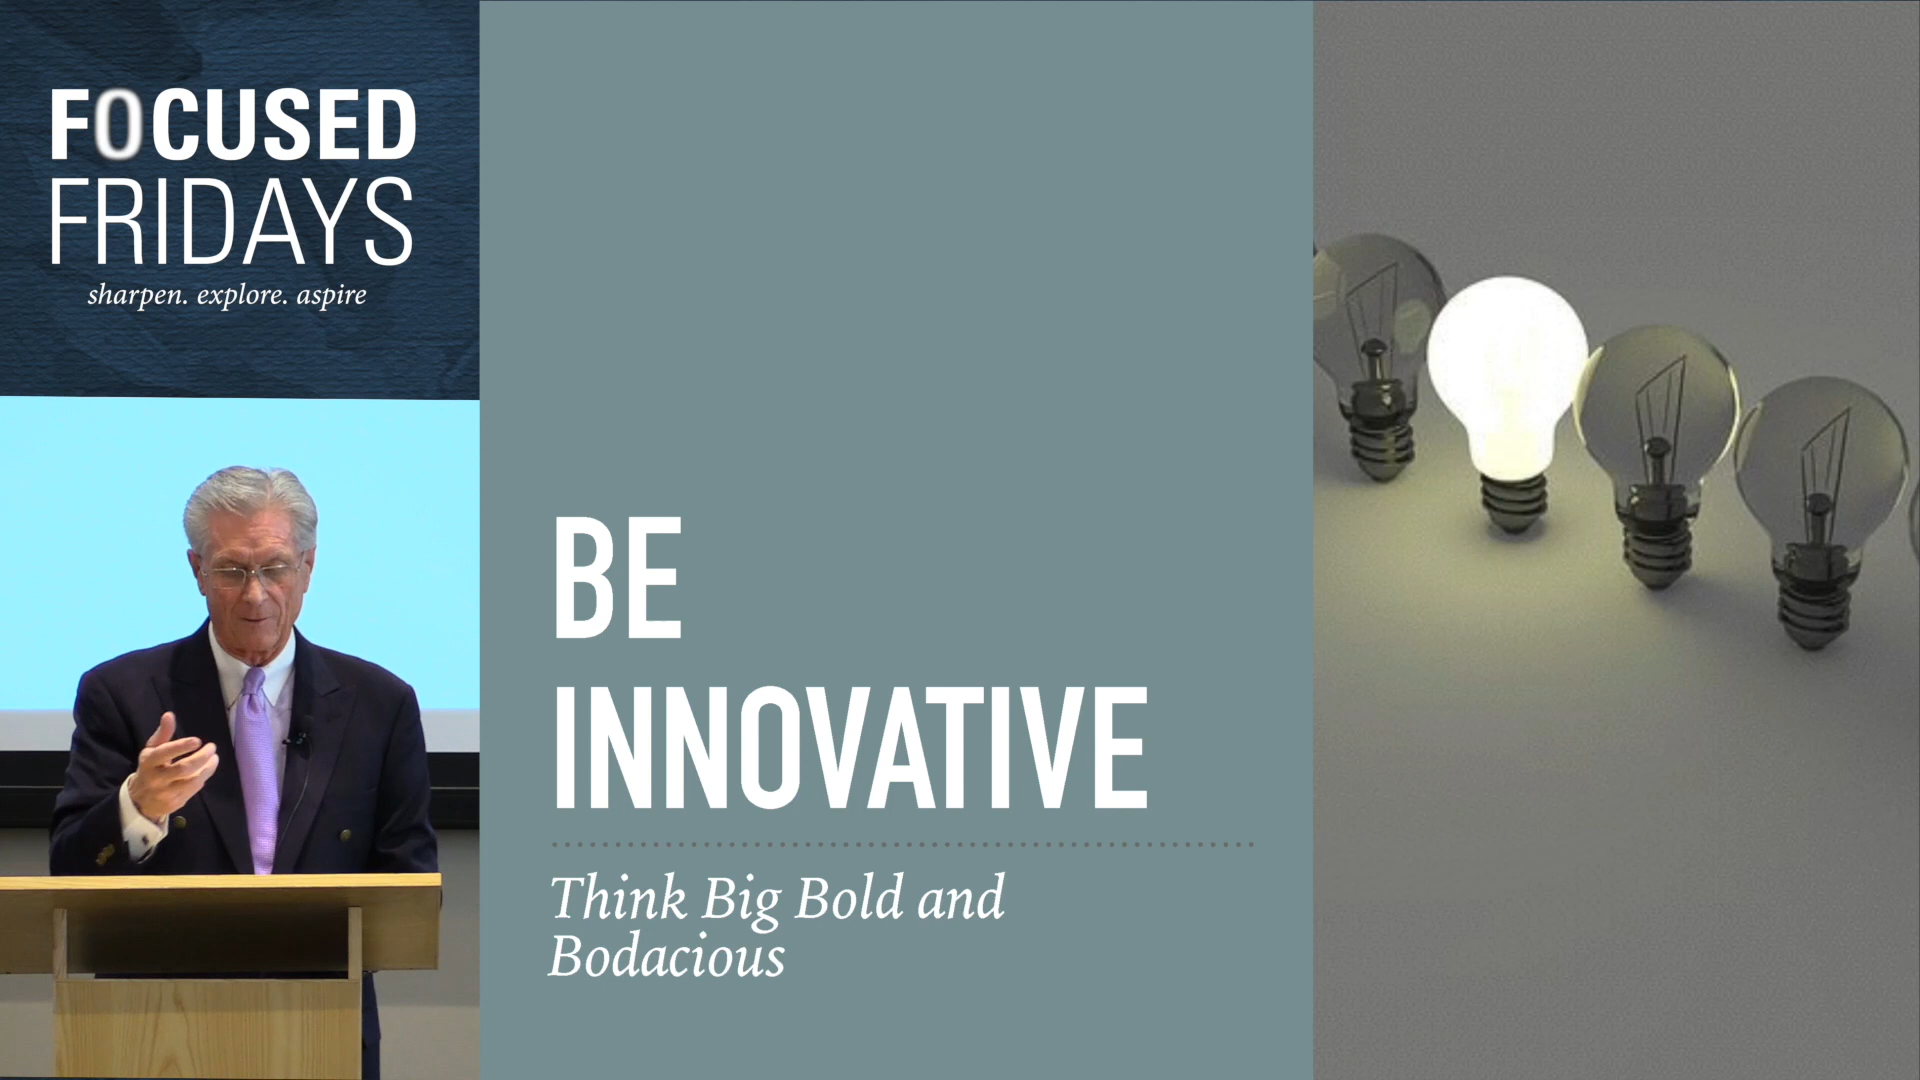 FOCUSED
FRIDAYS
sharpen. explore. aspire
BE
INNOVATIVE
Think Big Bold and
Bodacious